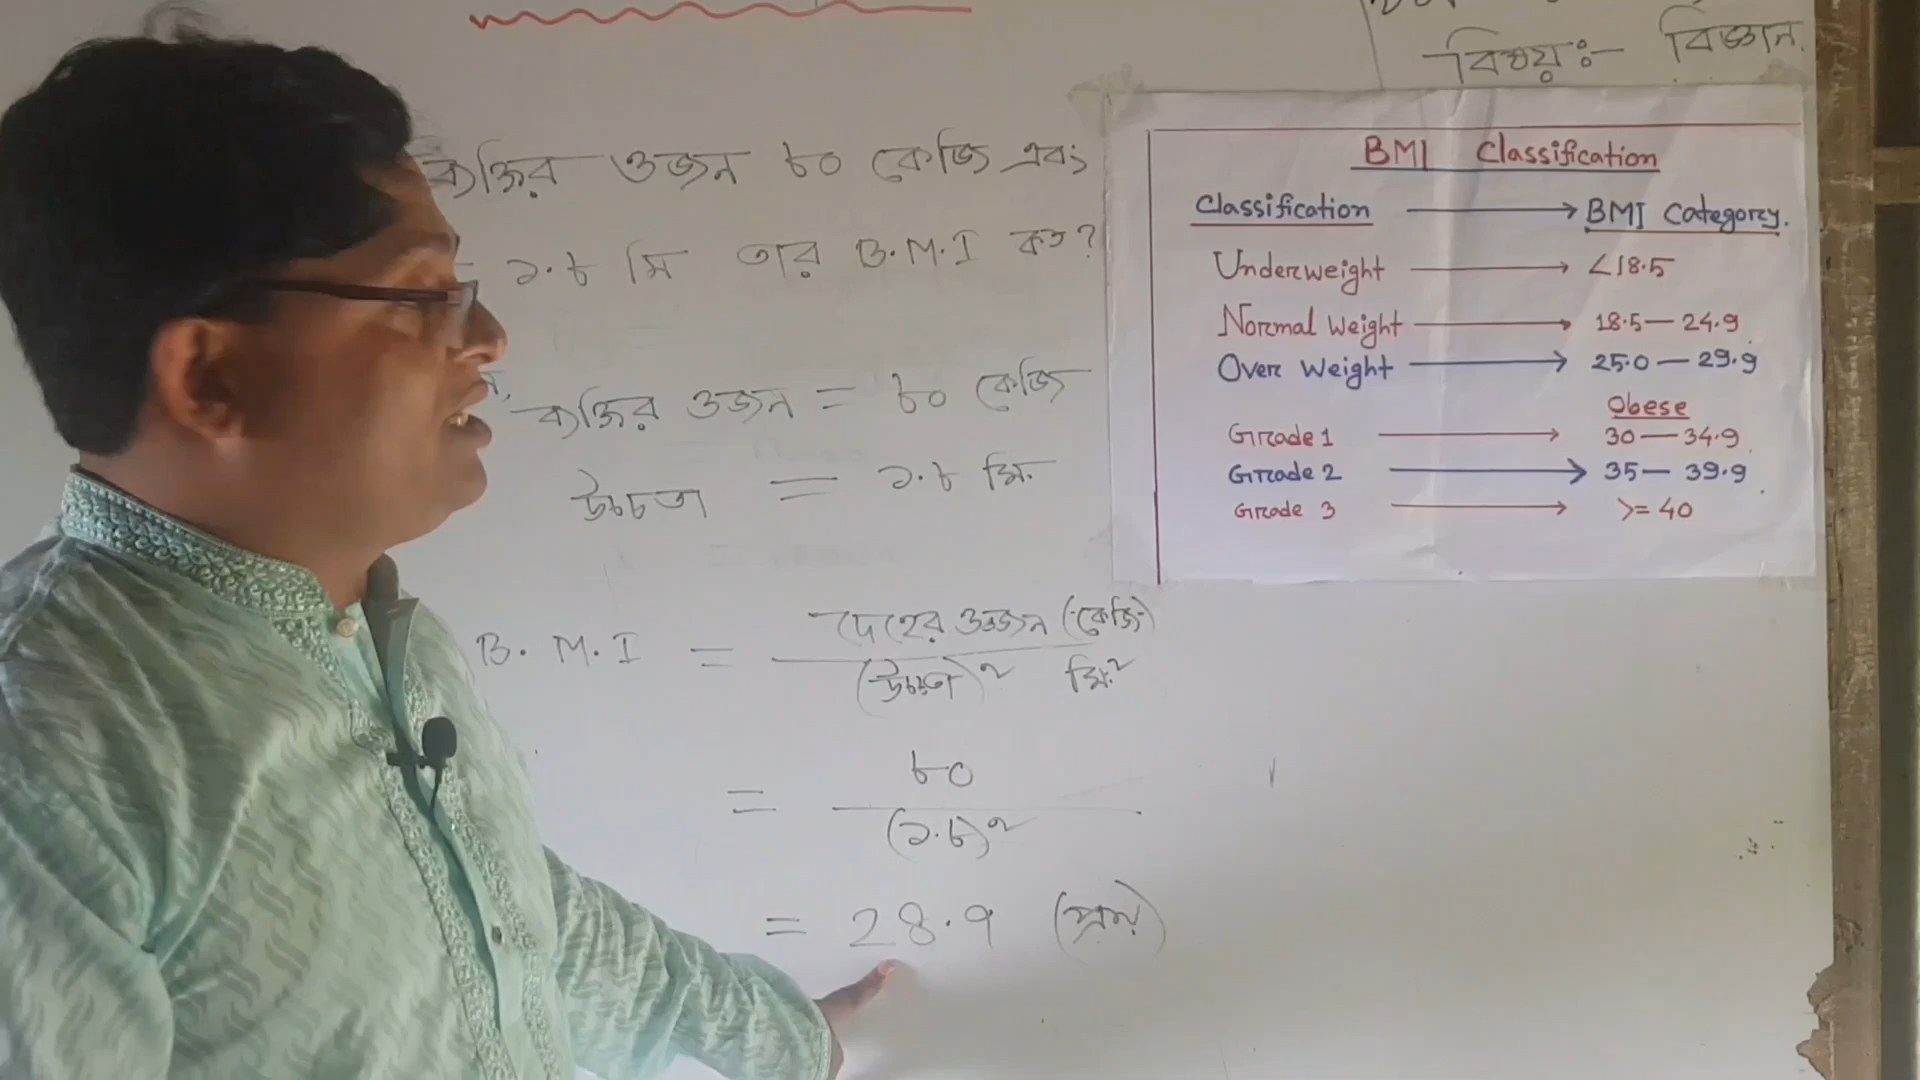 বিষয়ঃ- বিজ্ঞান
ব্যক্তির ওজন ৮০ কেজি এবং
১.৮ মি তার B.M.I কত?
ব্যক্তির ওজন = ৮০ কেজি
উচ্চতা = ১.৮ মি.
B.M.I = দেহের ওজন (কেজি)
(উচ্চতা)² মি.²
= ৮০
(১.৮)²
= 28.9 (প্রায়)
BMI Classification
Classification → BMI Category.
Underweight → <18.5
Normal Weight → 18.5 — 24.9
Over Weight → 25.0 — 29.9
Obese
Grade 1 → 30 — 34.9
Grade 2 → 35 — 39.9
Grade 3 → >= 40